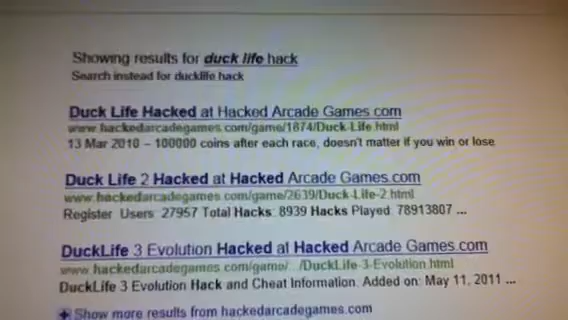 Showing results for duck life hack
Search instead for ducklife hack
Duck Life Hacked at Hacked Arcade Games.com
www.hackedarcadegames.com/game/1674/Duck-Life.html
13 Mar 2010 – 100000 coins after each race, doesn't matter if you win or lose
Duck Life 2 Hacked at Hacked Arcade Games.com
www.hackedarcadegames.com/game/2639/Duck-Life-2.html
Register Users: 27957 Total Hacks: 8939 Hacks Played: 78913807 ...
DuckLife 3 Evolution Hacked at Hacked Arcade Games.com
www.hackedarcadegames.com/game/.../DuckLife-3-Evolution.html
DuckLife 3 Evolution Hack and Cheat Information. Added on: May 11, 2011 ...
Show more results from hackedarcadegames.com